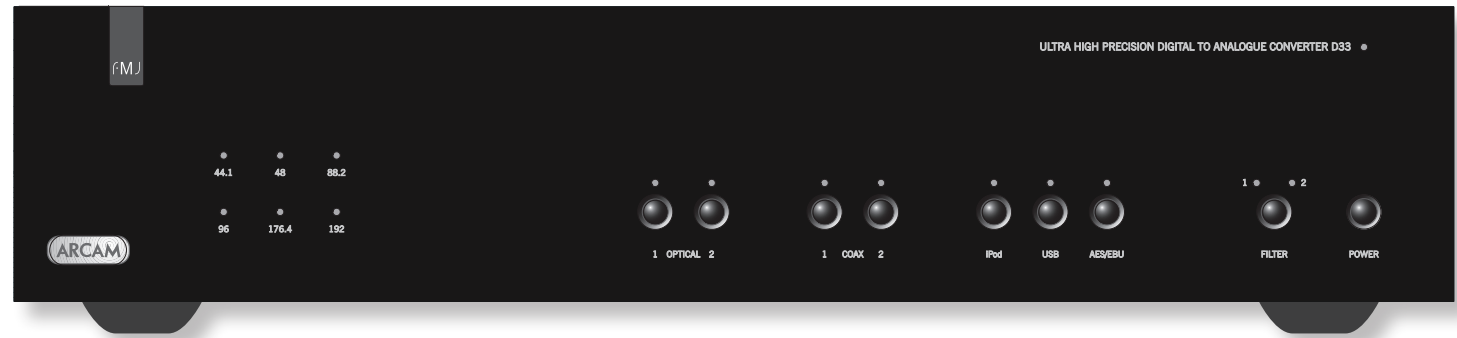 FMJ
ULTRA HIGH PRECISION DIGITAL TO ANALOGUE CONVERTER D33
44.1 48 88.2
96 176.4 192
ARCAM
1 OPTICAL 2
1 COAX 2
iPod
USB
AES/EBU
1 2
FILTER
POWER